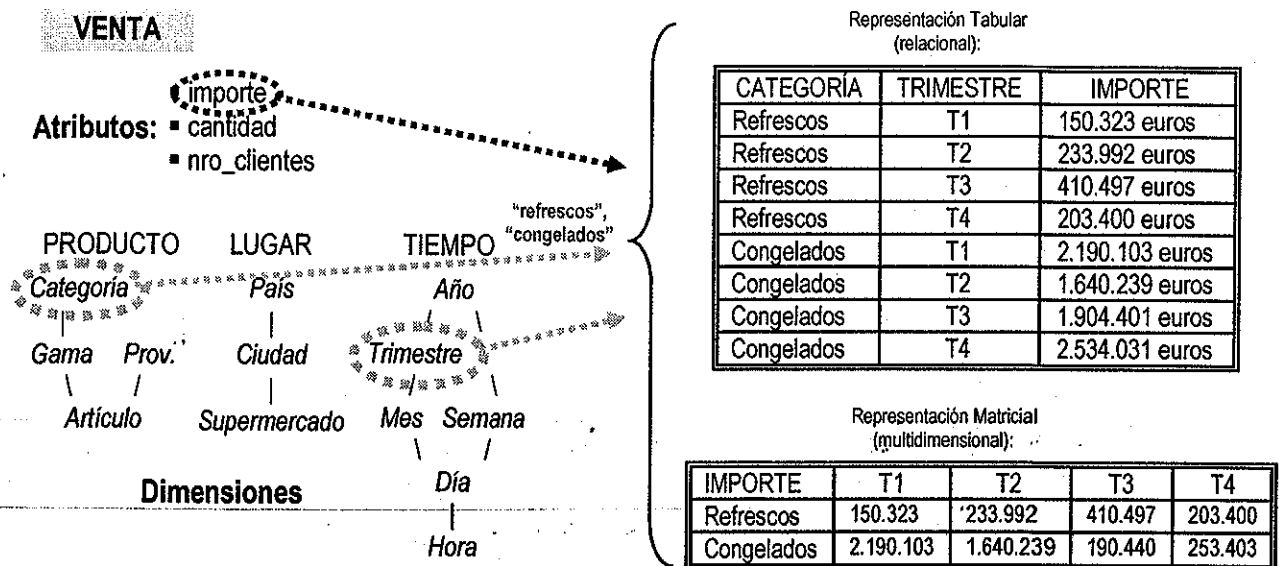 VENTA
importe
Atributos: ▪ cantidad
▪ nro_clientes
PRODUCTO LUGAR TIEMPO
"refrescos",
"congelados"
Categoría País Año
Gama Prov. Ciudad Trimestre
Artículo Supermercado Mes Semana
Día
Dimensiones
Hora
Representación Tabular
(relacional):
CATEGORÍA TRIMESTRE IMPORTE
Refrescos T1 150.323 euros
Refrescos T2 233.992 euros
Refrescos T3 410.497 euros
Refrescos T4 203.400 euros
Congelados T1 2.190.103 euros
Congelados T2 1.640.239 euros
Congelados T3 1.904.401 euros
Congelados T4 2.534.031 euros
Representación Matricial
(multidimensional):
IMPORTE T1 T2 T3 T4
Refrescos 150.323 233.992 410.497 203.400
Congelados 2.190.103 1.640.239 190.440 253.403